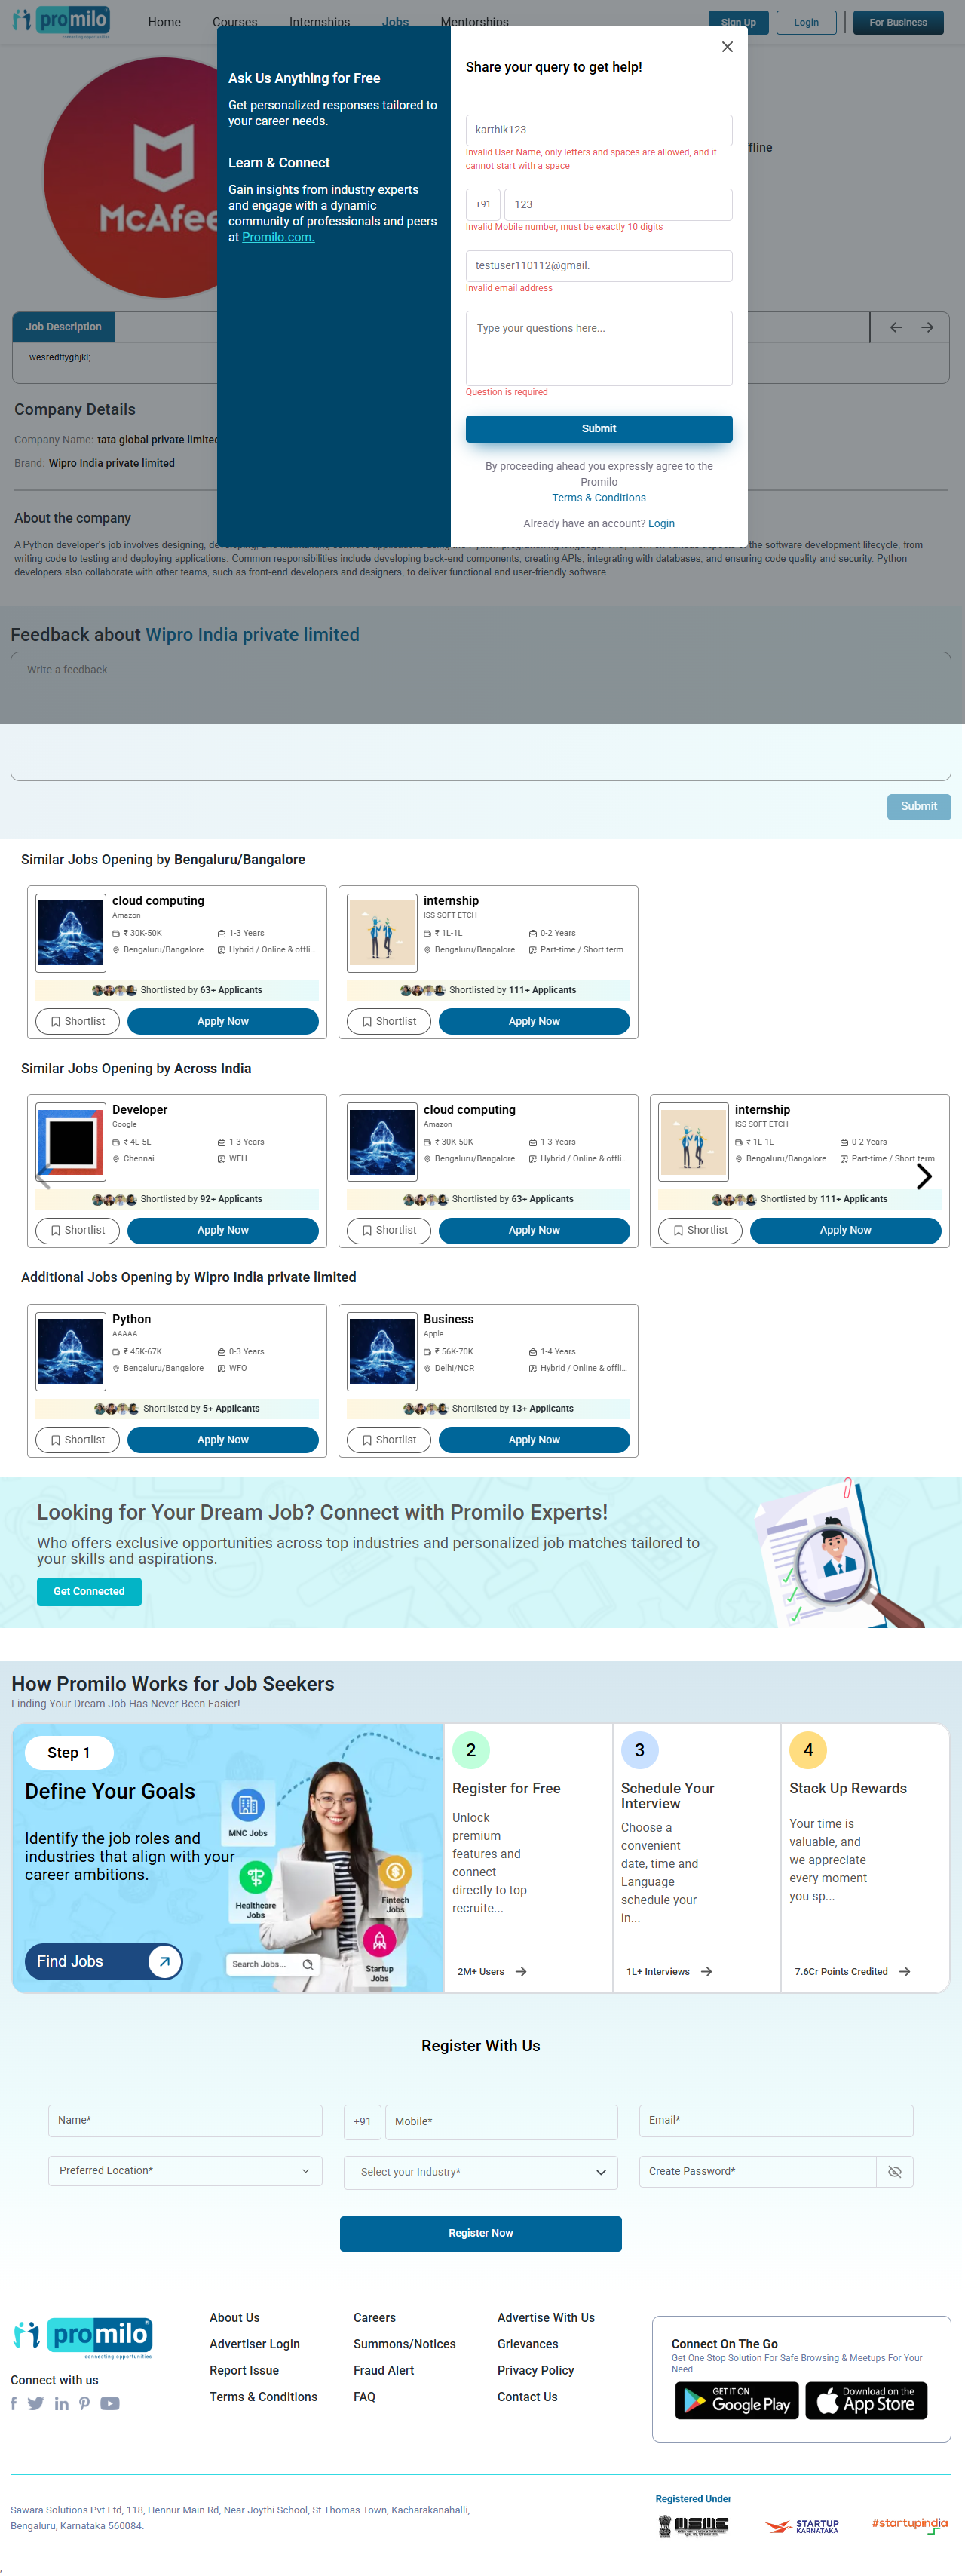 promilo
connecting opportunities
Home
Courses
Internships
Jobs
Mentorships
Sign Up
Login
For Business
McAfee
ffline
Ask Us Anything for Free
Get personalized responses tailored to
your career needs.
Learn & Connect
Gain insights from industry experts
and engage with a dynamic
community of professionals and peers
at Promilo.com.
Share your query to get help!
karthik123
Invalid User Name, only letters and spaces are allowed, and it
cannot start with a space
+91
123
Invalid Mobile number, must be exactly 10 digits
testuser110112@gmail.
Invalid email address
Type your questions here...
Question is required
Submit
By proceeding ahead you expressly agree to the
Promilo
Terms & Conditions
Already have an account? Login
Job Description
wesredtfyghjkl;
Company Details
Company Name: tata global private limited
Brand: Wipro India private limited
About the company
A Python developer's job involves designing, the software development lifecycle, from
writing code to testing and deploying applications. Common responsibilities include developing back-end components, creating APIs, integrating with databases, and ensuring code quality and security. Python
developers also collaborate with other teams, such as front-end developers and designers, to deliver functional and user-friendly software.
Feedback about Wipro India private limited
Write a feedback
Submit
Similar Jobs Opening by Bengaluru/Bangalore
cloud computing
Amazon
₹ 30K-50K
1-3 Years
Bengaluru/Bangalore
Hybrid / Online & offli...
Shortlisted by 63+ Applicants
Shortlist
Apply Now
internship
ISS SOFT ETCH
₹ 1L-1L
0-2 Years
Bengaluru/Bangalore
Part-time / Short term
Shortlisted by 111+ Applicants
Shortlist
Apply Now
Similar Jobs Opening by Across India
Developer
Google
₹ 4L-5L
1-3 Years
Chennai
WFH
Shortlisted by 92+ Applicants
Shortlist
Apply Now
cloud computing
Amazon
₹ 30K-50K
1-3 Years
Bengaluru/Bangalore
Hybrid / Online & offli...
Shortlisted by 63+ Applicants
Shortlist
Apply Now
internship
ISS SOFT ETCH
₹ 1L-1L
0-2 Years
Bengaluru/Bangalore
Part-time / Short term
Shortlisted by 111+ Applicants
Shortlist
Apply Now
Additional Jobs Opening by Wipro India private limited
Python
AAAAA
₹ 45K-67K
0-3 Years
Bengaluru/Bangalore
WFO
Shortlisted by 5+ Applicants
Shortlist
Apply Now
Business
Apple
₹ 56K-70K
1-4 Years
Delhi/NCR
Hybrid / Online & offli...
Shortlisted by 13+ Applicants
Shortlist
Apply Now
Looking for Your Dream Job? Connect with Promilo Experts!
Who offers exclusive opportunities across top industries and personalized job matches tailored to
your skills and aspirations.
Get Connected
How Promilo Works for Job Seekers
Finding Your Dream Job Has Never Been Easier!
Step 1
Define Your Goals
Identify the job roles and
industries that align with your
career ambitions.
Find Jobs
MNC Jobs
Healthcare
Jobs
Fintech
Jobs
Search Jobs...
Startup
Jobs
2
Register for Free
Unlock
premium
features and
connect
directly to top
recruite...
2M+ Users
3
Schedule Your
Interview
Choose a
convenient
date, time and
Language
schedule your
in...
1L+ Interviews
4
Stack Up Rewards
Your time is
valuable, and
we appreciate
every moment
you sp...
7.6Cr Points Credited
Register With Us
Name*
+91
Mobile*
Email*
Preferred Location*
Select your Industry*
Create Password*
Register Now
promilo
connecting opportunities
Connect with us
About Us
Advertiser Login
Report Issue
Terms & Conditions
Careers
Summons/Notices
Fraud Alert
FAQ
Advertise With Us
Grievances
Privacy Policy
Contact Us
Connect On The Go
Get One Stop Solution For Safe Browsing & Meetups For Your
Need
GET IT ON
Google Play
Download on the
App Store
Sawara Solutions Pvt Ltd, 118, Hennur Main Rd, Near Joythi School, St Thomas Town, Kacharakanahalli,
Bengaluru, Karnataka 560084.
Registered Under
MSME
STARTUP
KARNATAKA
#startupindia